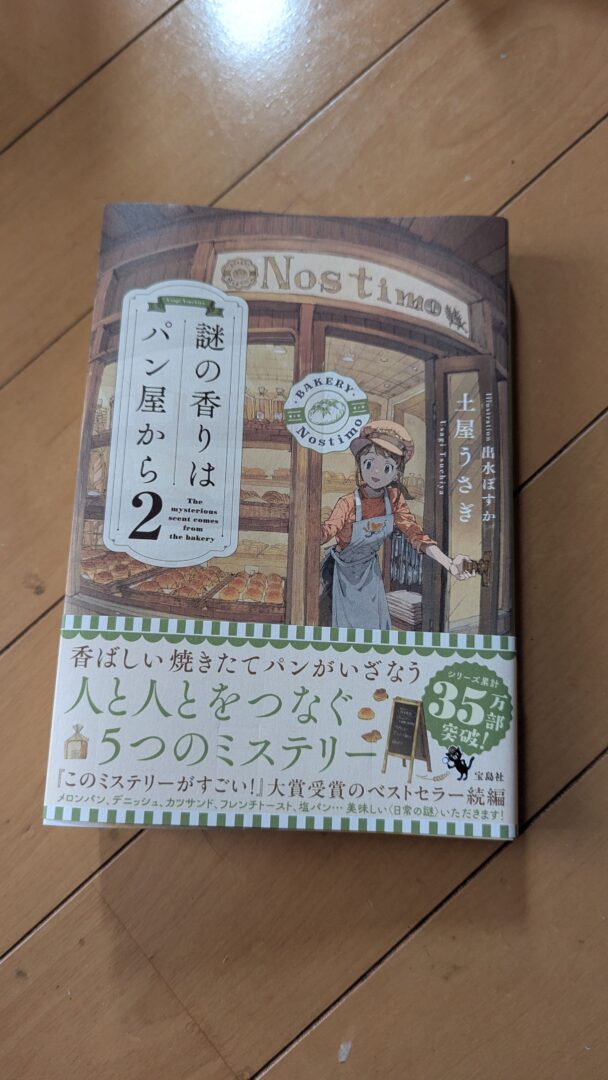 Nostimo
Usagi Tsuchiya
謎の香りは
パン屋から
2
The
mysterious
scent comes
from
the bakery
BAKERY
Nostimo
土屋うさぎ
Usagi Tsuchiya
Illustration 出水ぽすか
香ばしい焼きたてパンがいざなう
人と人とをつなぐ
5つのミステリー
シリーズ累計
35万部
突破!
宝島社
『このミステリーがすごい!』大賞受賞のベストセラー続編
メロンパン、デニッシュ、カツサンド、フレンチトースト、塩パン…美味しい〈日常の謎〉いただきます!